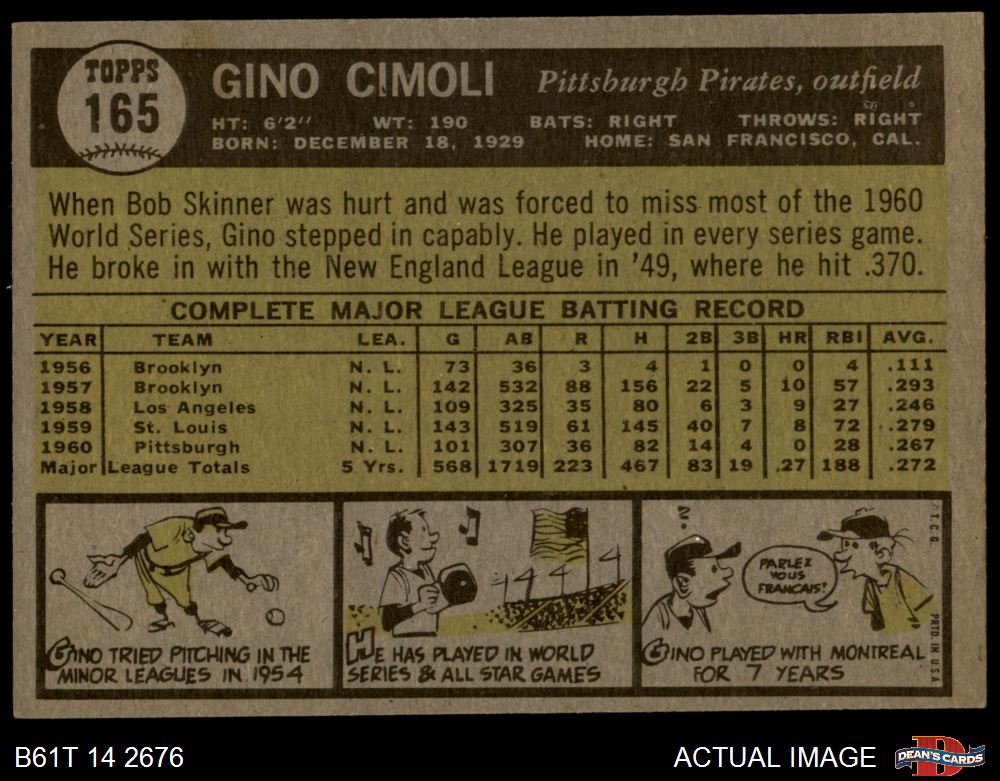 TOPPS
165
GINO CIMOLI Pittsburgh Pirates, outfield
HT: 6'2" WT: 190 BATS: RIGHT THROWS: RIGHT
BORN: DECEMBER 18, 1929 HOME: SAN FRANCISCO, CAL.
When Bob Skinner was hurt and was forced to miss most of the 1960
World Series, Gino stepped in capably. He played in every series game.
He broke in with the New England League in '49, where he hit .370.
COMPLETE MAJOR LEAGUE BATTING RECORD
YEAR TEAM LEA. G AB R H 2B 3B HR RBI AVG.
1956 Brooklyn N. L. 73 36 3 4 1 0 0 4 .111
1957 Brooklyn N. L. 142 532 88 156 22 5 10 57 .293
1958 Los Angeles N. L. 109 325 35 80 6 3 9 27 .246
1959 St. Louis N. L. 143 519 61 145 40 7 8 72 .279
1960 Pittsburgh N. L. 101 307 36 82 14 4 0 28 .267
Major League Totals 5 Yrs. 568 1719 223 467 83 19 27 188 .272
GINO TRIED PITCHING IN THE
MINOR LEAGUES IN 1954
HE HAS PLAYED IN WORLD
SERIES & ALL STAR GAMES
PARLEZ
VOUS
FRANCAIS?
GINO PLAYED WITH MONTREAL
FOR 7 YEARS
T.C.G.
PRTD. IN U.S.A.
B61T 14 2676
ACTUAL IMAGE
D
DEAN'S CARDS